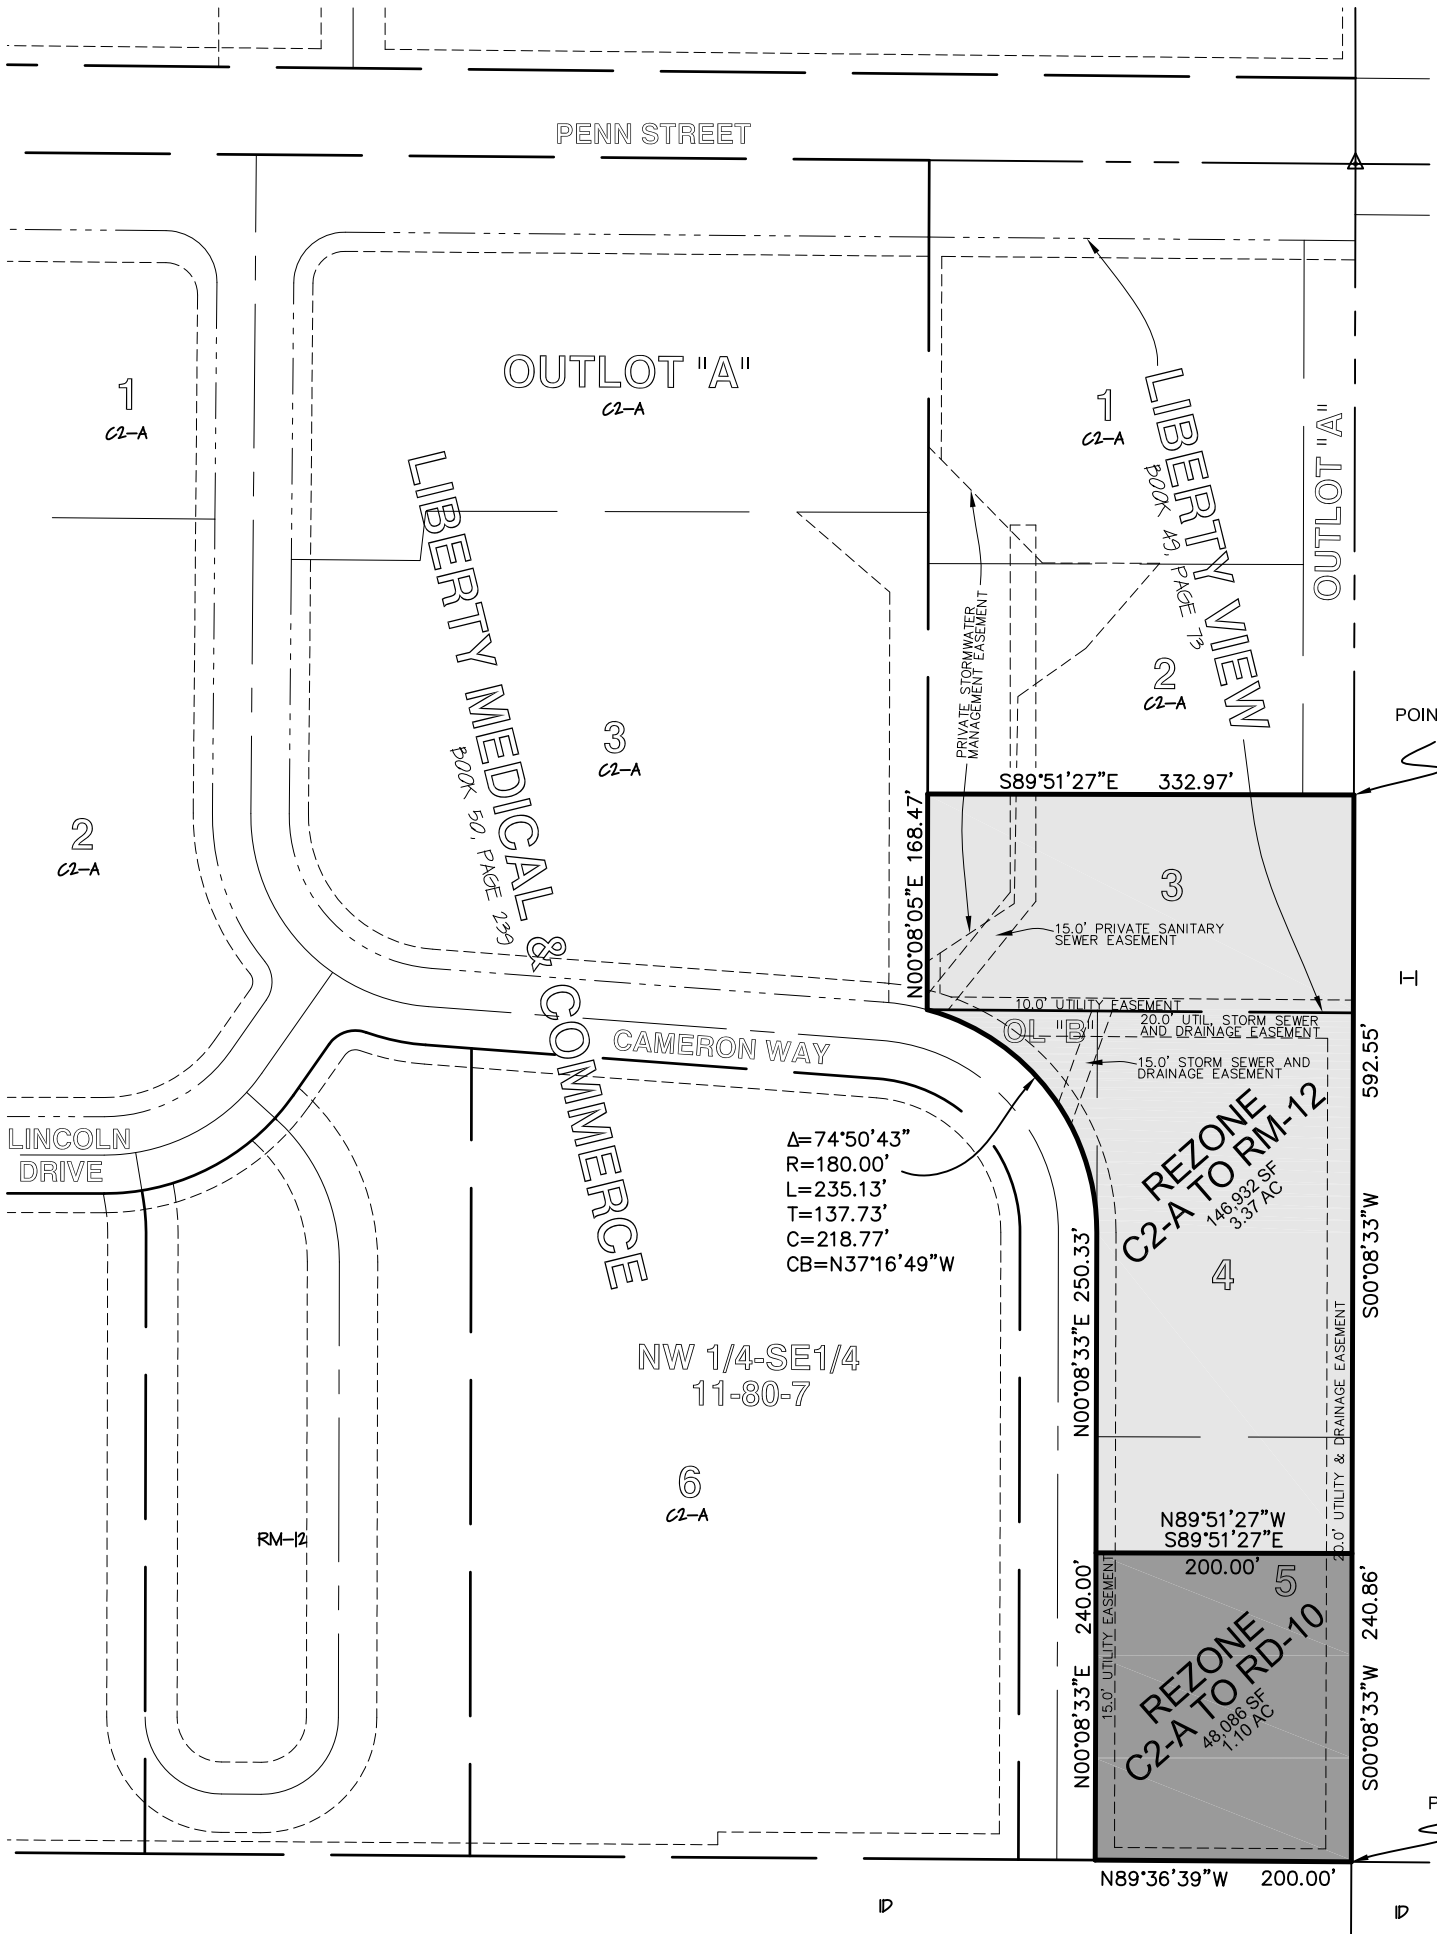 PENN STREET
OUTLOT "A"
C2-A
1
C2-A
1
C2-A
LIBERTY VIEW
BOOK 49, PAGE 73
OUTLOT "A"
LIBERTY MEDICAL & COMMERCE
BOOK 50, PAGE 239
PRIVATE STORMWATER
MANAGEMENT EASEMENT
2
C2-A
3
C2-A
2
C2-A
POIN
S89°51'27"E 332.97'
N00°08'05"E 168.47'
3
15.0' PRIVATE SANITARY
SEWER EASEMENT
H
10.0' UTILITY EASEMENT
OL "B"
20.0' UTIL, STORM SEWER
AND DRAINAGE EASEMENT
15.0' STORM SEWER AND
DRAINAGE EASEMENT
CAMERON WAY
LINCOLN
DRIVE
Δ=74°50'43"
R=180.00'
L=235.13'
T=137.73'
C=218.77'
CB=N37°16'49"W
REZONE
C2-A TO RM-12
146,932 SF
3.37 AC
S00°08'33"W 592.55'
4
N00°08'33"E 250.33'
NW 1/4-SE1/4
11-80-7
20.0' UTILITY & DRAINAGE EASEMENT
6
C2-A
RM-12
N89°51'27"W
S89°51'27"E
200.00'
5
N00°08'33"E 240.00'
15.0' UTILITY EASEMENT
REZONE
C2-A TO RD-10
48,086 SF
1.10 AC
S00°08'33"W 240.86'
P
N89°36'39"W 200.00'
ID
ID